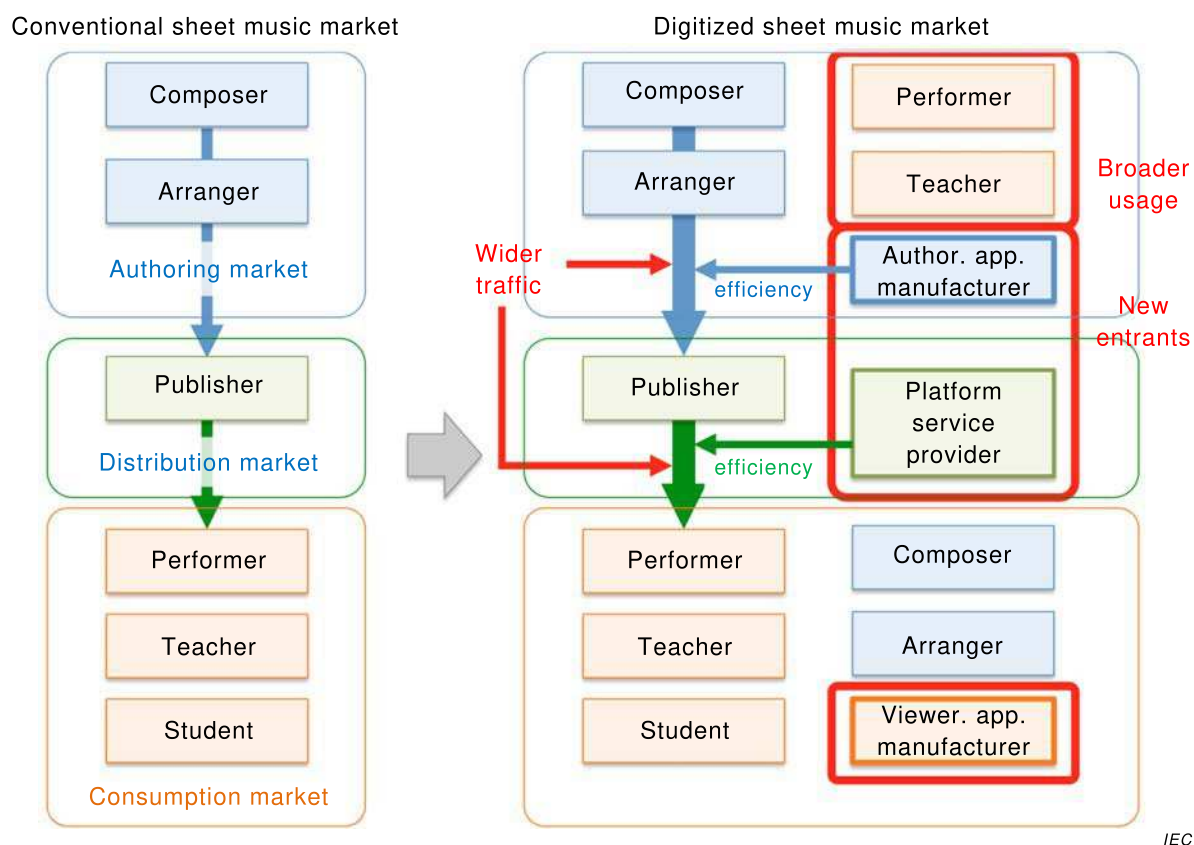 Conventional sheet music market
Composer
Arranger
Authoring market
Publisher
Distribution market
Performer
Teacher
Student
Consumption market
Digitized sheet music market
Composer
Arranger
Performer
Teacher
Broader
usage
Wider
traffic
efficiency
Author. app.
manufacturer
New
entrants
Publisher
efficiency
Platform
service
provider
Performer
Teacher
Student
Composer
Arranger
Viewer. app.
manufacturer
IEC